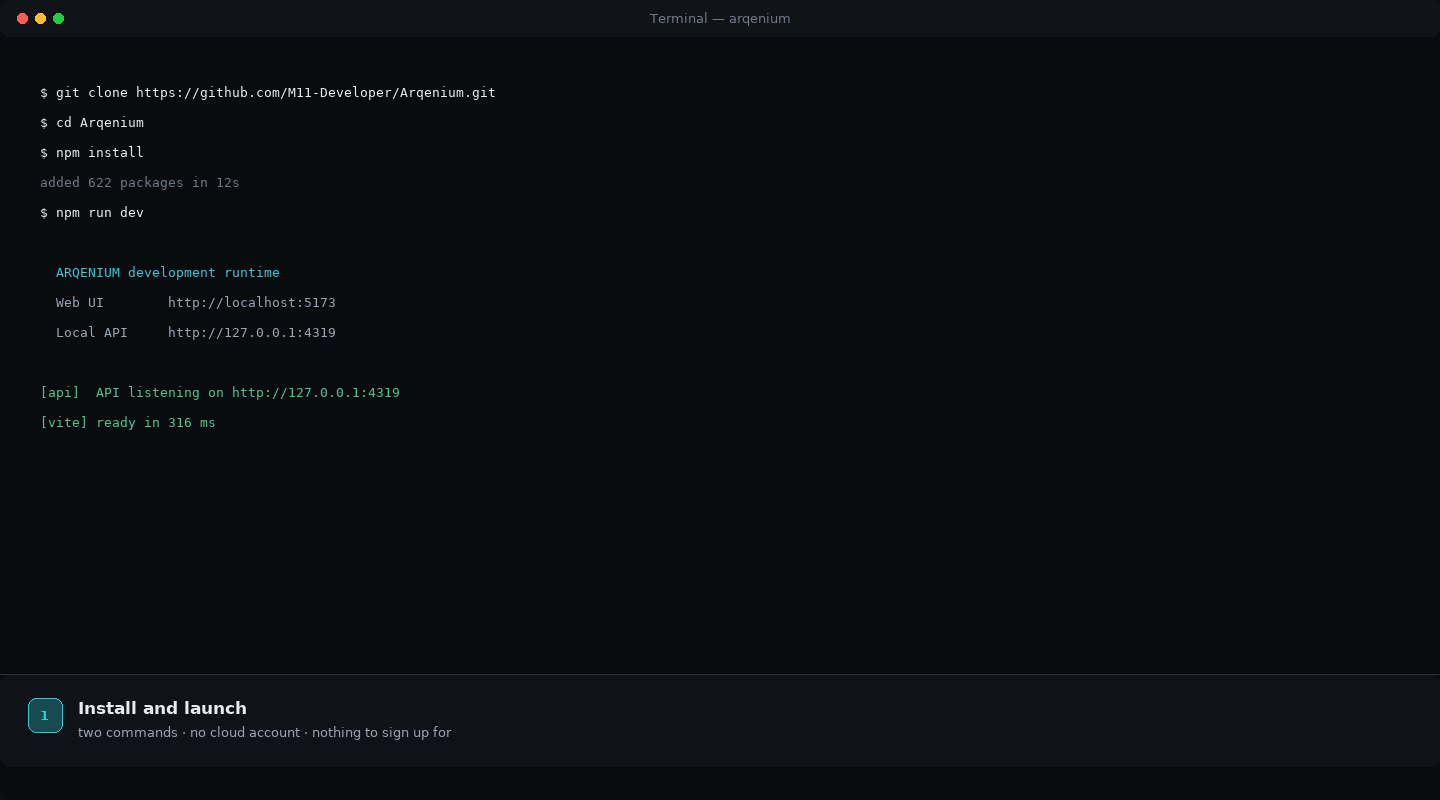 Terminal — arqenium
$ git clone https://github.com/M11-Developer/Arqenium.git
$ cd Arqenium
$ npm install
added 622 packages in 12s
$ npm run dev
ARQENIUM development runtime
Web UI        http://localhost:5173
Local API     http://127.0.0.1:4319
[api]  API listening on http://127.0.0.1:4319
[vite] ready in 316 ms
1
Install and launch
two commands · no cloud account · nothing to sign up for